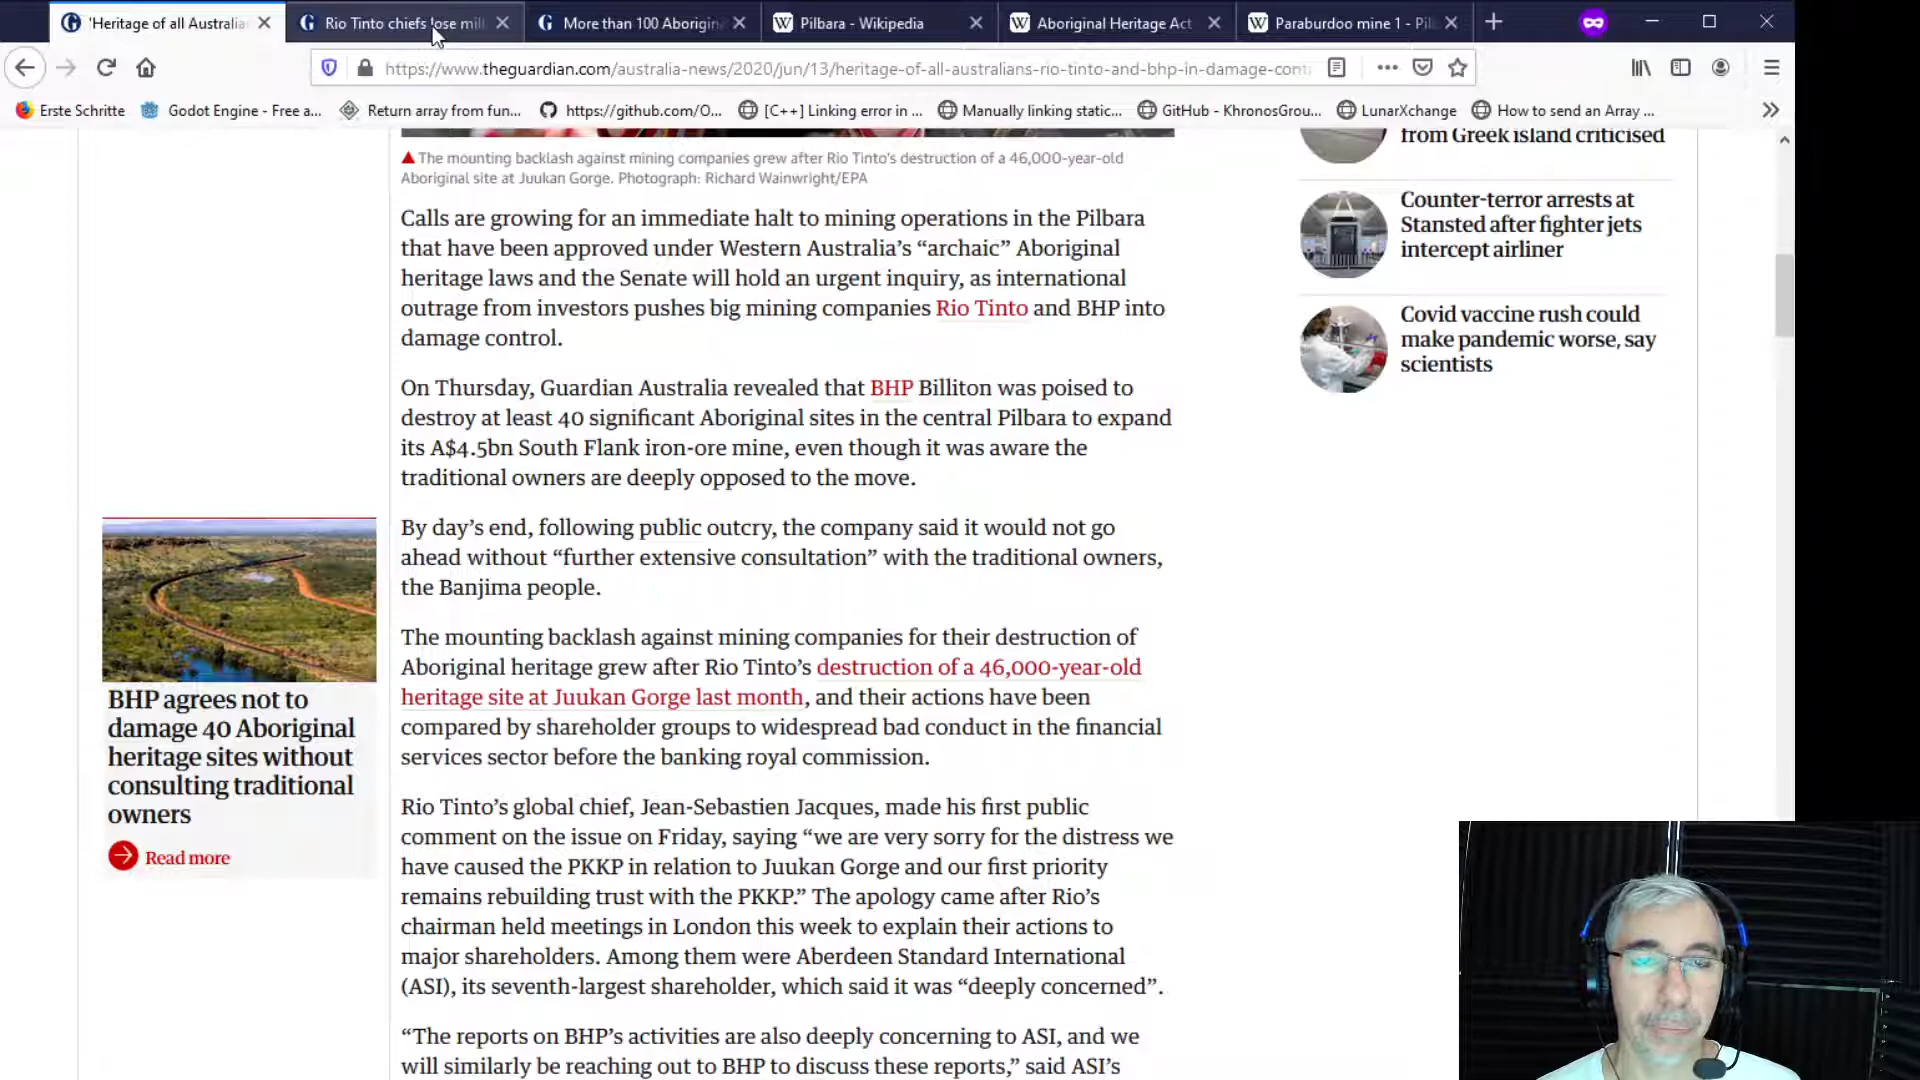 'Heritage of all Australia
Rio Tinto chiefs lose mill
More than 100 Aborigin
Pilbara - Wikipedia
Aboriginal Heritage Act
Paraburdoo mine 1 - Pil
https://www.theguardian.com/australia-news/2020/jun/13/heritage-of-all-australians-rio-tinto-and-bhp-in-damage-cont
Erste Schritte
Godot Engine - Free a...
Return array from fun...
https://github.com/O...
[C++] Linking error in ...
Manually linking static...
GitHub - KhronosGrou...
LunarXchange
How to send an Array ...
The mounting backlash against mining companies grew after Rio Tinto's destruction of a 46,000-year-old
Aboriginal site at Juukan Gorge. Photograph: Richard Wainwright/EPA
Calls are growing for an immediate halt to mining operations in the Pilbara
that have been approved under Western Australia's “archaic” Aboriginal
heritage laws and the Senate will hold an urgent inquiry, as international
outrage from investors pushes big mining companies Rio Tinto and BHP into
damage control.
On Thursday, Guardian Australia revealed that BHP Billiton was poised to
destroy at least 40 significant Aboriginal sites in the central Pilbara to expand
its A$4.5bn South Flank iron-ore mine, even though it was aware the
traditional owners are deeply opposed to the move.
By day's end, following public outcry, the company said it would not go
ahead without “further extensive consultation” with the traditional owners,
the Banjima people.
The mounting backlash against mining companies for their destruction of
Aboriginal heritage grew after Rio Tinto's destruction of a 46,000-year-old
heritage site at Juukan Gorge last month, and their actions have been
compared by shareholder groups to widespread bad conduct in the financial
services sector before the banking royal commission.
Rio Tinto's global chief, Jean-Sebastien Jacques, made his first public
comment on the issue on Friday, saying “we are very sorry for the distress we
have caused the PKKP in relation to Juukan Gorge and our first priority
remains rebuilding trust with the PKKP.” The apology came after Rio's
chairman held meetings in London this week to explain their actions to
major shareholders. Among them were Aberdeen Standard International
(ASI), its seventh-largest shareholder, which said it was “deeply concerned”.
“The reports on BHP's activities are also deeply concerning to ASI, and we
will similarly be reaching out to BHP to discuss these reports,” said ASI's
BHP agrees not to
damage 40 Aboriginal
heritage sites without
consulting traditional
owners
Read more
from Greek island criticised
Counter-terror arrests at
Stansted after fighter jets
intercept airliner
Covid vaccine rush could
make pandemic worse, say
scientists